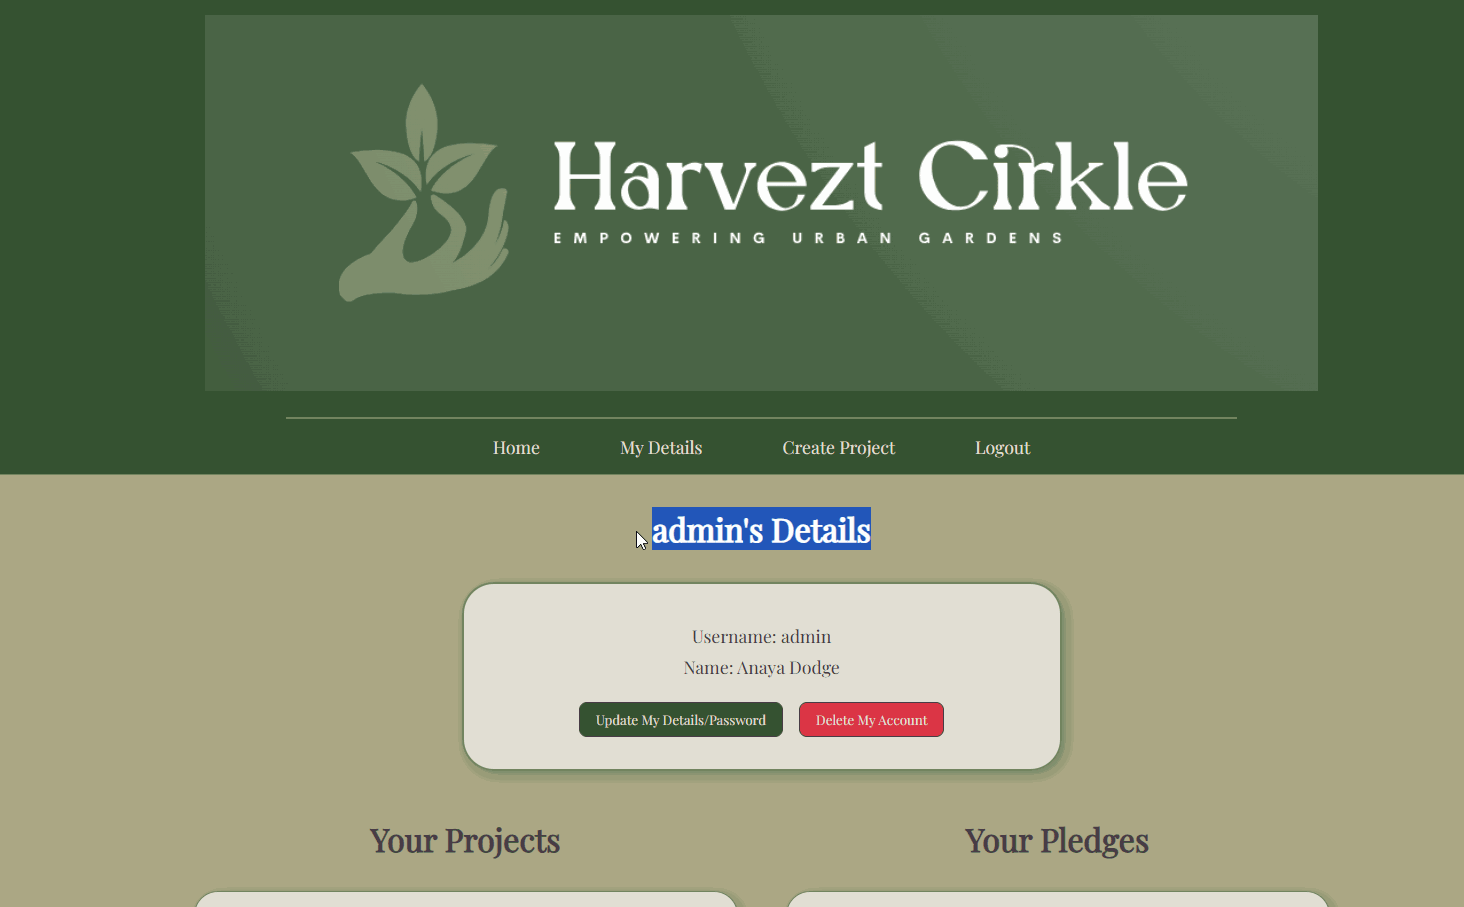 Harvezt Cirkle
EMPOWERING URBAN GARDENS
Home My Details Create Project Logout
admin's Details
Username: admin
Name: Anaya Dodge
Update My Details/Password Delete My Account
Your Projects Your Pledges